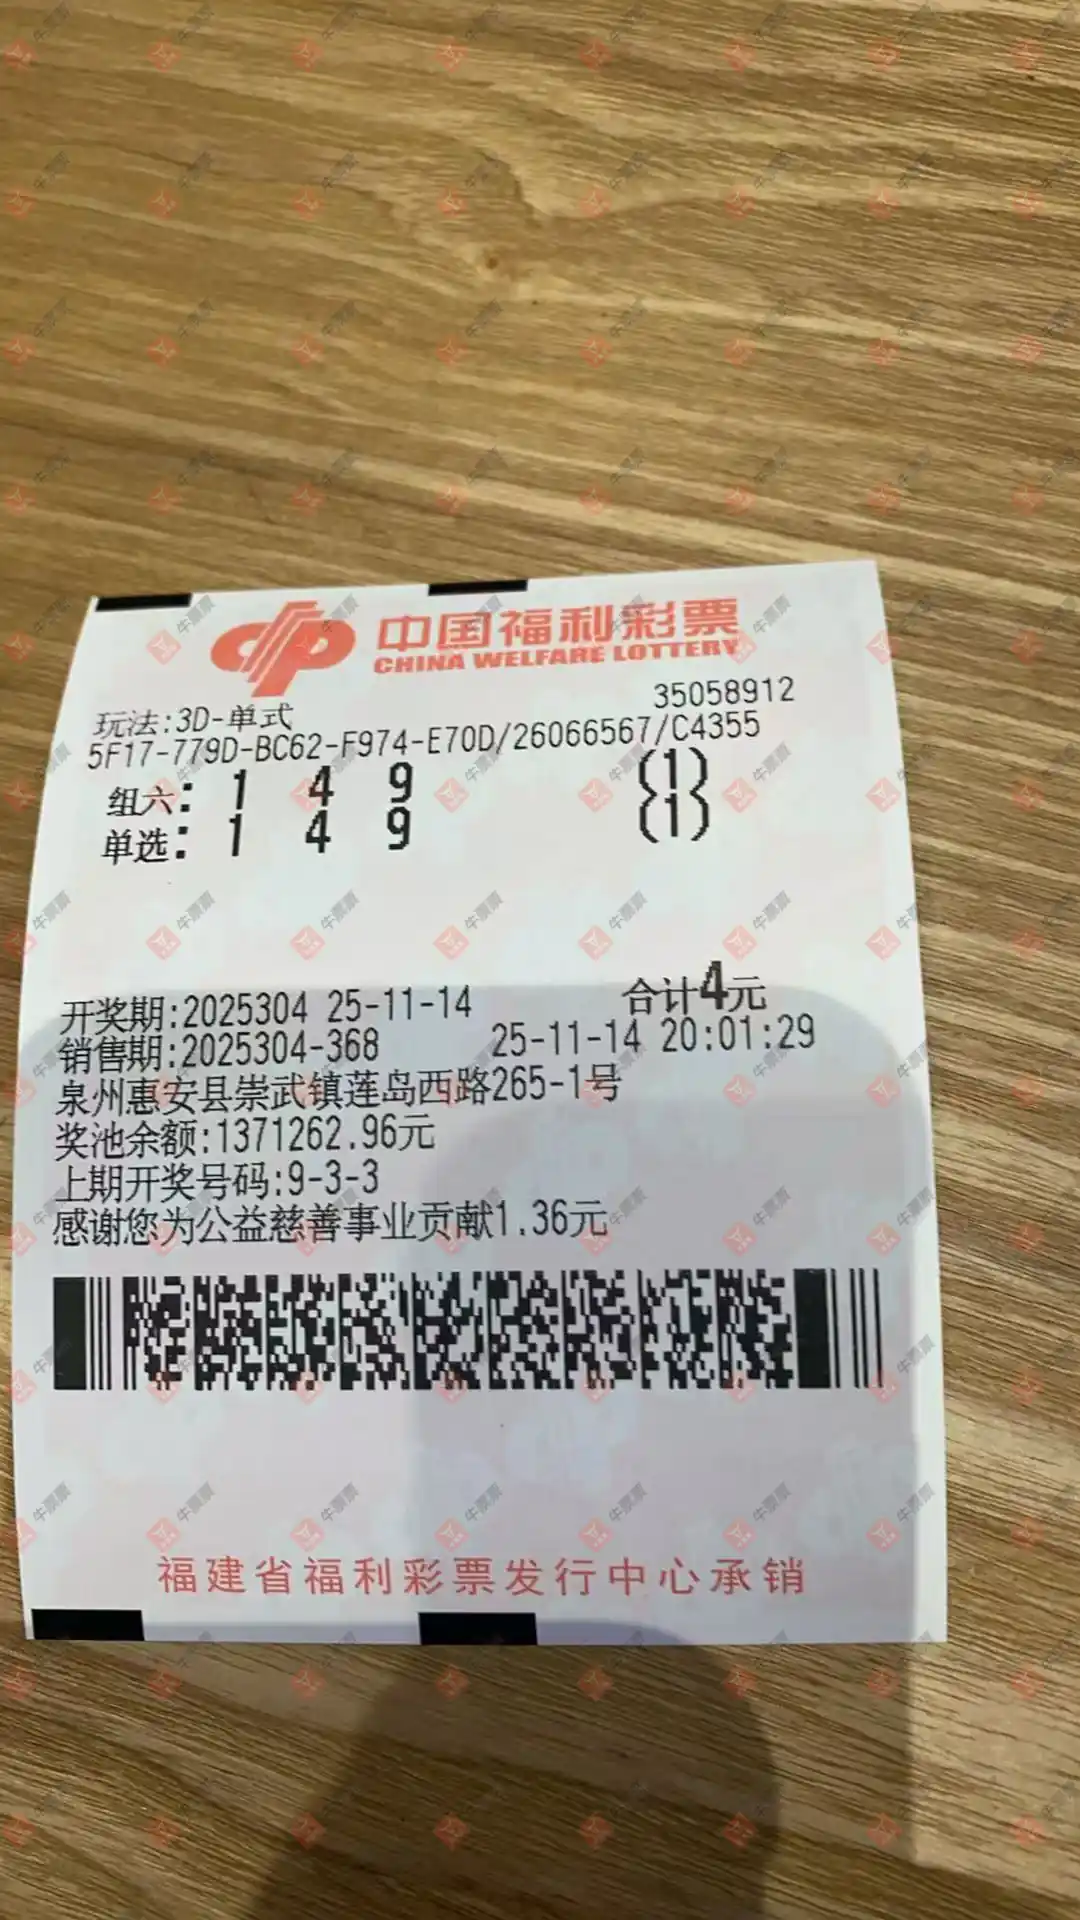 中国福利彩票
CHINA WELFARE LOTTERY
35058912
玩法:3D-单式
5F17-779D-BC62-F974-E70D/26066567/C4355
组六: 1 4 9 (1)
单选: 1 4 9 (1)
开奖期:2025304 25-11-14 合计4元
销售期:2025304-368 25-11-14 20:01:29
泉州惠安县崇武镇莲岛西路265-1号
奖池余额:1371262.96元
上期开奖号码:9-3-3
感谢您为公益慈善事业贡献1.36元
福建省福利彩票发行中心承销
牛票票